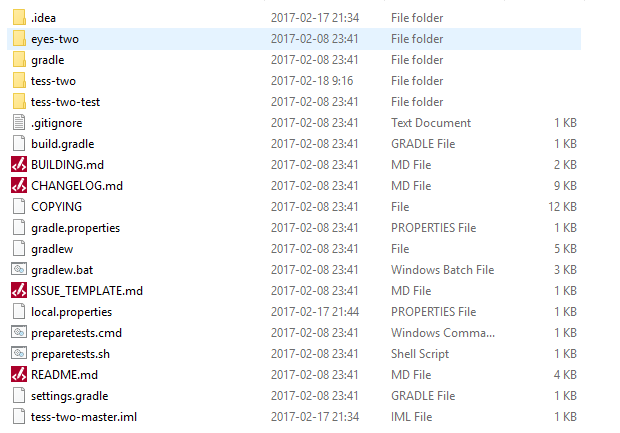 .idea 2017-02-17 21:34 File folder
eyes-two 2017-02-08 23:41 File folder
gradle 2017-02-08 23:41 File folder
tess-two 2017-02-18 9:16 File folder
tess-two-test 2017-02-08 23:41 File folder
.gitignore 2017-02-08 23:41 Text Document 1 KB
build.gradle 2017-02-08 23:41 GRADLE File 1 KB
BUILDING.md 2017-02-08 23:41 MD File 2 KB
CHANGELOG.md 2017-02-08 23:41 MD File 9 KB
COPYING 2017-02-08 23:41 File 12 KB
gradle.properties 2017-02-08 23:41 PROPERTIES File 1 KB
gradlew 2017-02-08 23:41 File 5 KB
gradlew.bat 2017-02-08 23:41 Windows Batch File 3 KB
ISSUE_TEMPLATE.md 2017-02-08 23:41 MD File 1 KB
local.properties 2017-02-17 21:44 PROPERTIES File 1 KB
preparetests.cmd 2017-02-08 23:41 Windows Comma... 1 KB
preparetests.sh 2017-02-08 23:41 Shell Script 1 KB
README.md 2017-02-08 23:41 MD File 4 KB
settings.gradle 2017-02-08 23:41 GRADLE File 1 KB
tess-two-master.iml 2017-02-17 21:34 IML File 1 KB